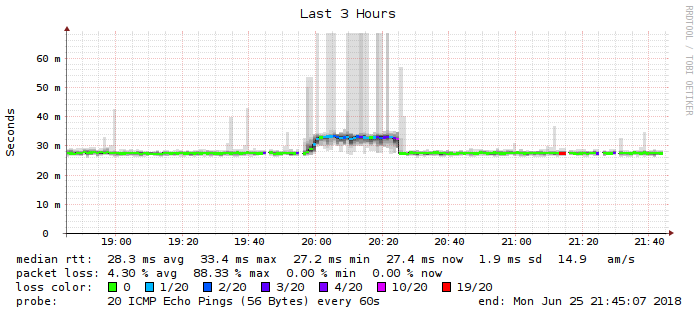 Last 3 Hours
RRDTOOL / TOBI OETIKER
Seconds
60 m
50 m
40 m
30 m
20 m
10 m
0
19:00 19:20 19:40 20:00 20:20 20:40 21:00 21:20 21:40
median rtt: 28.3 ms avg 33.4 ms max 27.2 ms min 27.4 ms now 1.9 ms sd 14.9 am/s
packet loss: 4.30 % avg 88.33 % max 0.00 % min 0.00 % now
loss color: 0 1/20 2/20 3/20 4/20 10/20 19/20
probe: 20 ICMP Echo Pings (56 Bytes) every 60s end: Mon Jun 25 21:45:07 2018